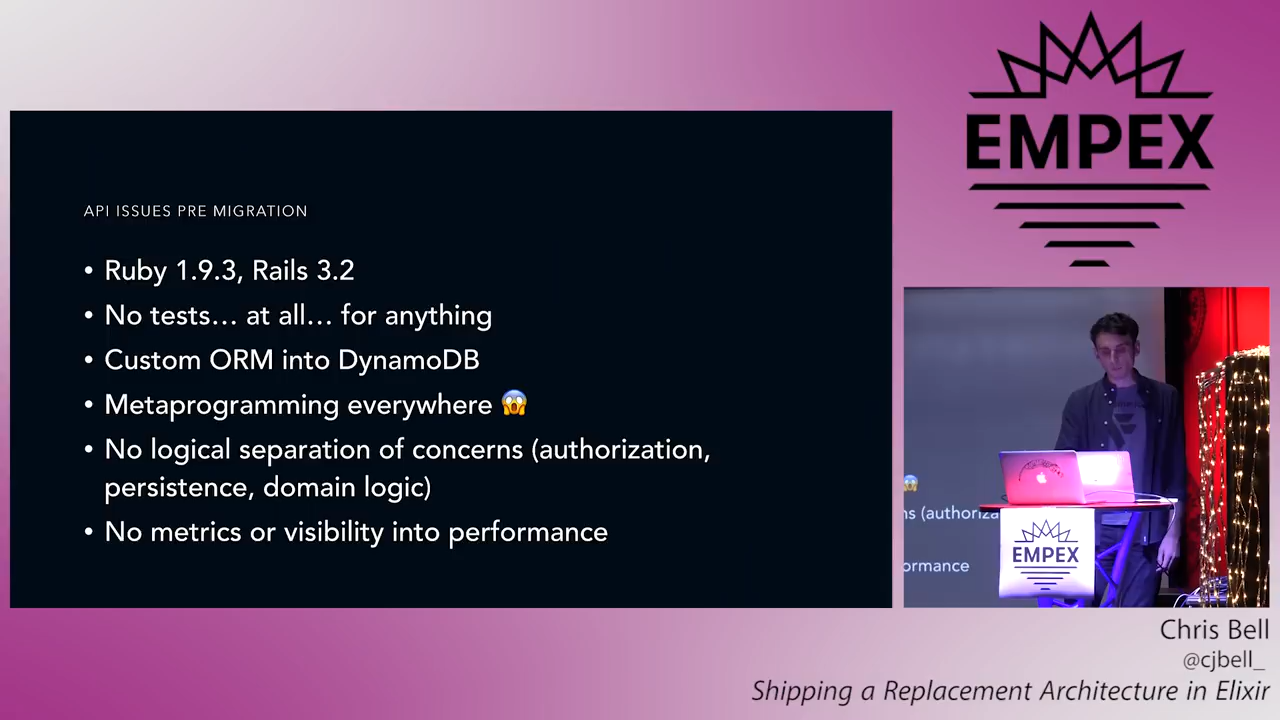 API ISSUES PRE MIGRATION
• Ruby 1.9.3, Rails 3.2
• No tests... at all... for anything
• Custom ORM into DynamoDB
• Metaprogramming everywhere 😱
• No logical separation of concerns (authorization,
persistence, domain logic)
• No metrics or visibility into performance
EMPEX
😱
ns (authoriza
ormance
EMPEX
Chris Bell
@cjbell_
Shipping a Replacement Architecture in Elixir